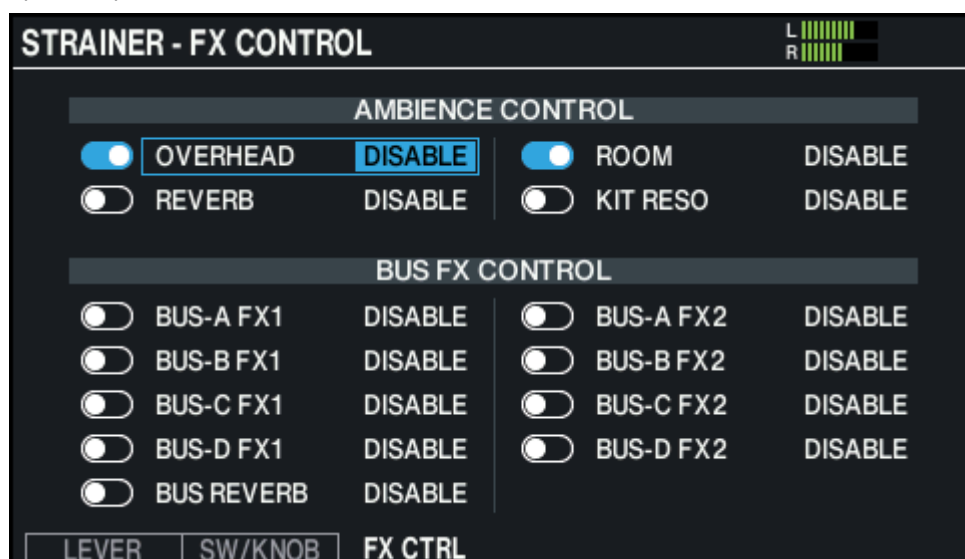 STRAINER - FX CONTROL L
R
AMBIENCE CONTROL
OVERHEAD DISABLE ROOM DISABLE
REVERB DISABLE KIT RESO DISABLE
BUS FX CONTROL
BUS-A FX1 DISABLE BUS-A FX2 DISABLE
BUS-B FX1 DISABLE BUS-B FX2 DISABLE
BUS-C FX1 DISABLE BUS-C FX2 DISABLE
BUS-D FX1 DISABLE BUS-D FX2 DISABLE
BUS REVERB DISABLE
LEVER SW/KNOB FX CTRL